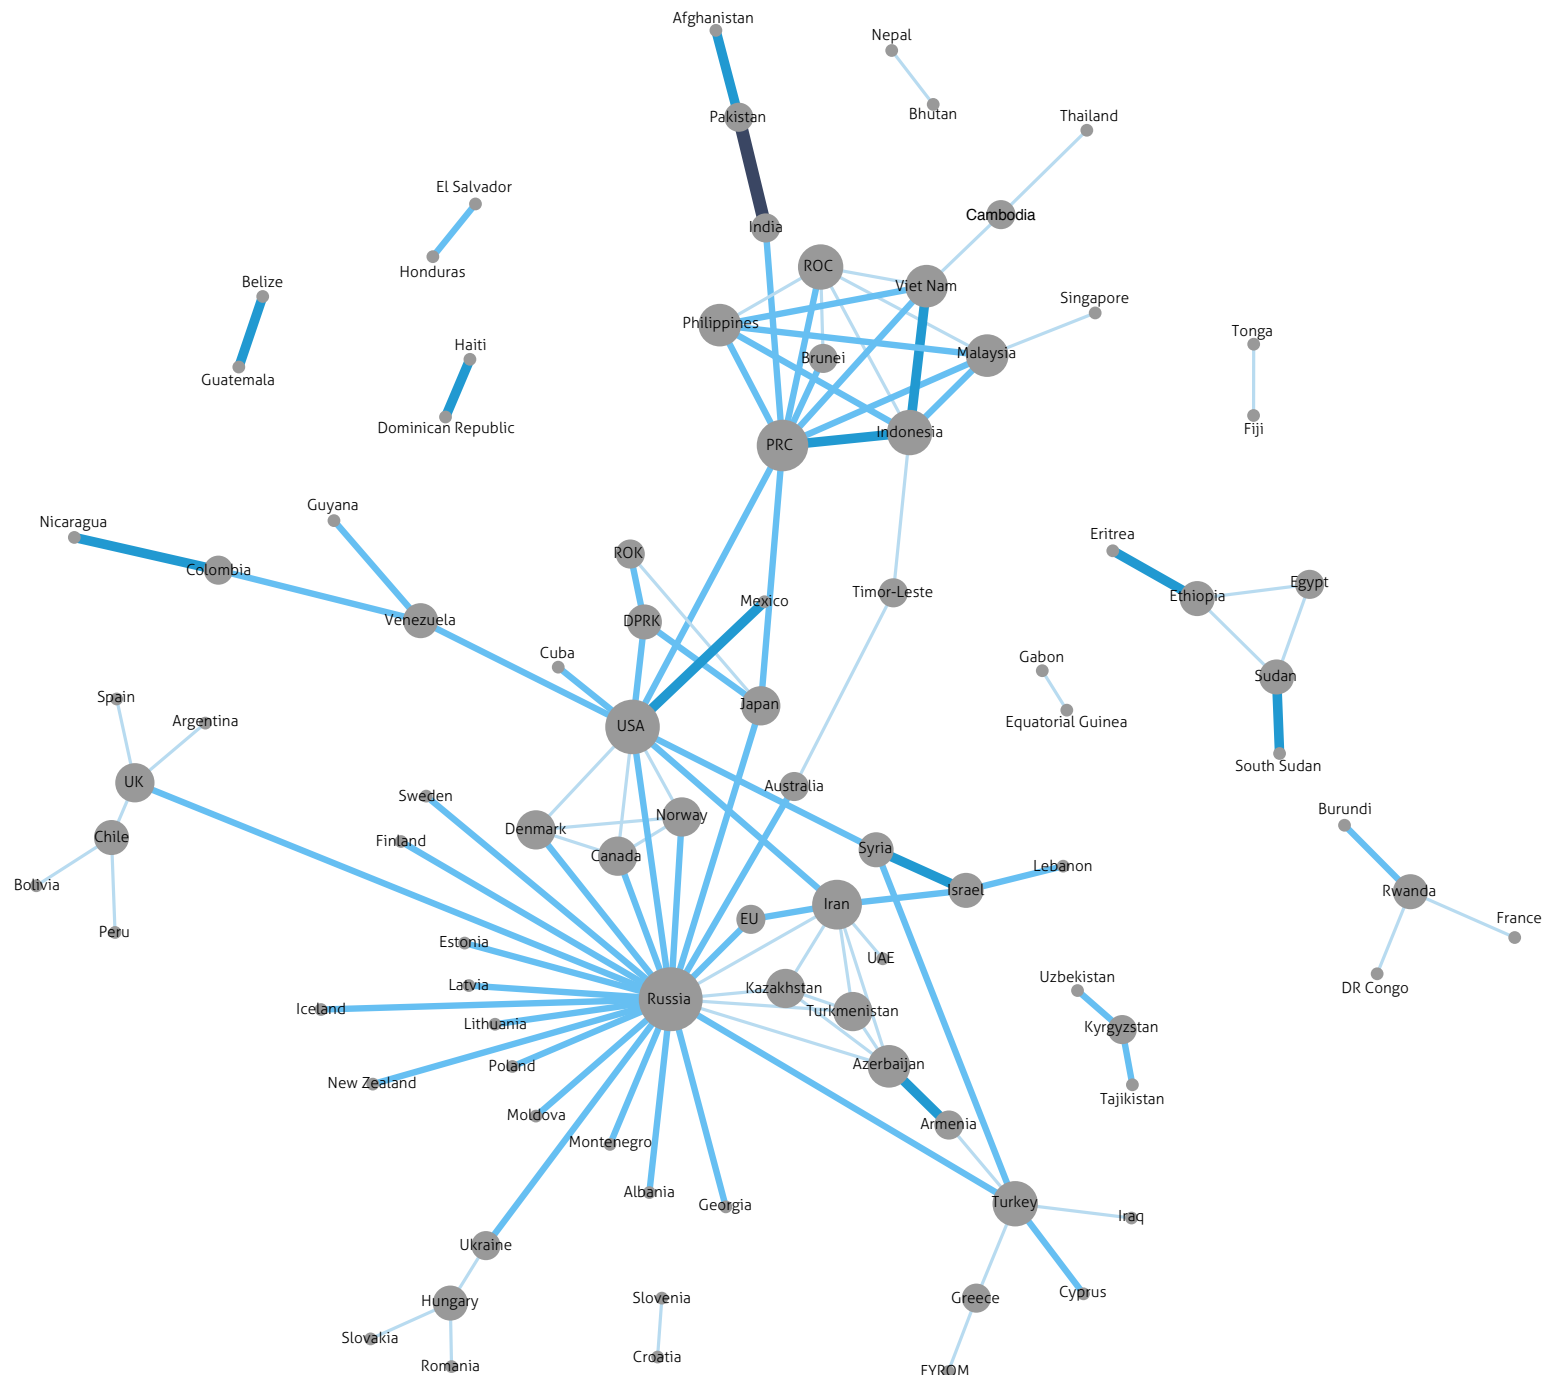 Afghanistan
Nepal
Bhutan
Pakistan
Thailand
El Salvador
Cambodia
India
Honduras
ROC
Belize
Viet Nam
Singapore
Philippines
Tonga
Haiti
Brunei
Malaysia
Guatemala
Dominican Republic
Indonesia
Fiji
PRC
Guyana
Nicaragua
Eritrea
ROK
Colombia
Egypt
Timor-Leste
Ethiopia
Mexico
Venezuela
DPRK
Cuba
Gabon
Sudan
Spain
Japan
Argentina
Equatorial Guinea
USA
South Sudan
UK
Australia
Sweden
Burundi
Norway
Denmark
Chile
Finland
Syria
Canada
Lebanon
Bolivia
Israel
Rwanda
Iran
EU
France
Peru
Estonia
UAE
Uzbekistan
Latvia
Kazakhstan
DR Congo
Russia
Iceland
Turkmenistan
Lithuania
Kyrgyzstan
Azerbaijan
Poland
New Zealand
Tajikistan
Moldova
Armenia
Montenegro
Albania
Turkey
Georgia
Iraq
Ukraine
Cyprus
Slovenia
Greece
Hungary
Slovakia
Croatia
Romania
FYROM